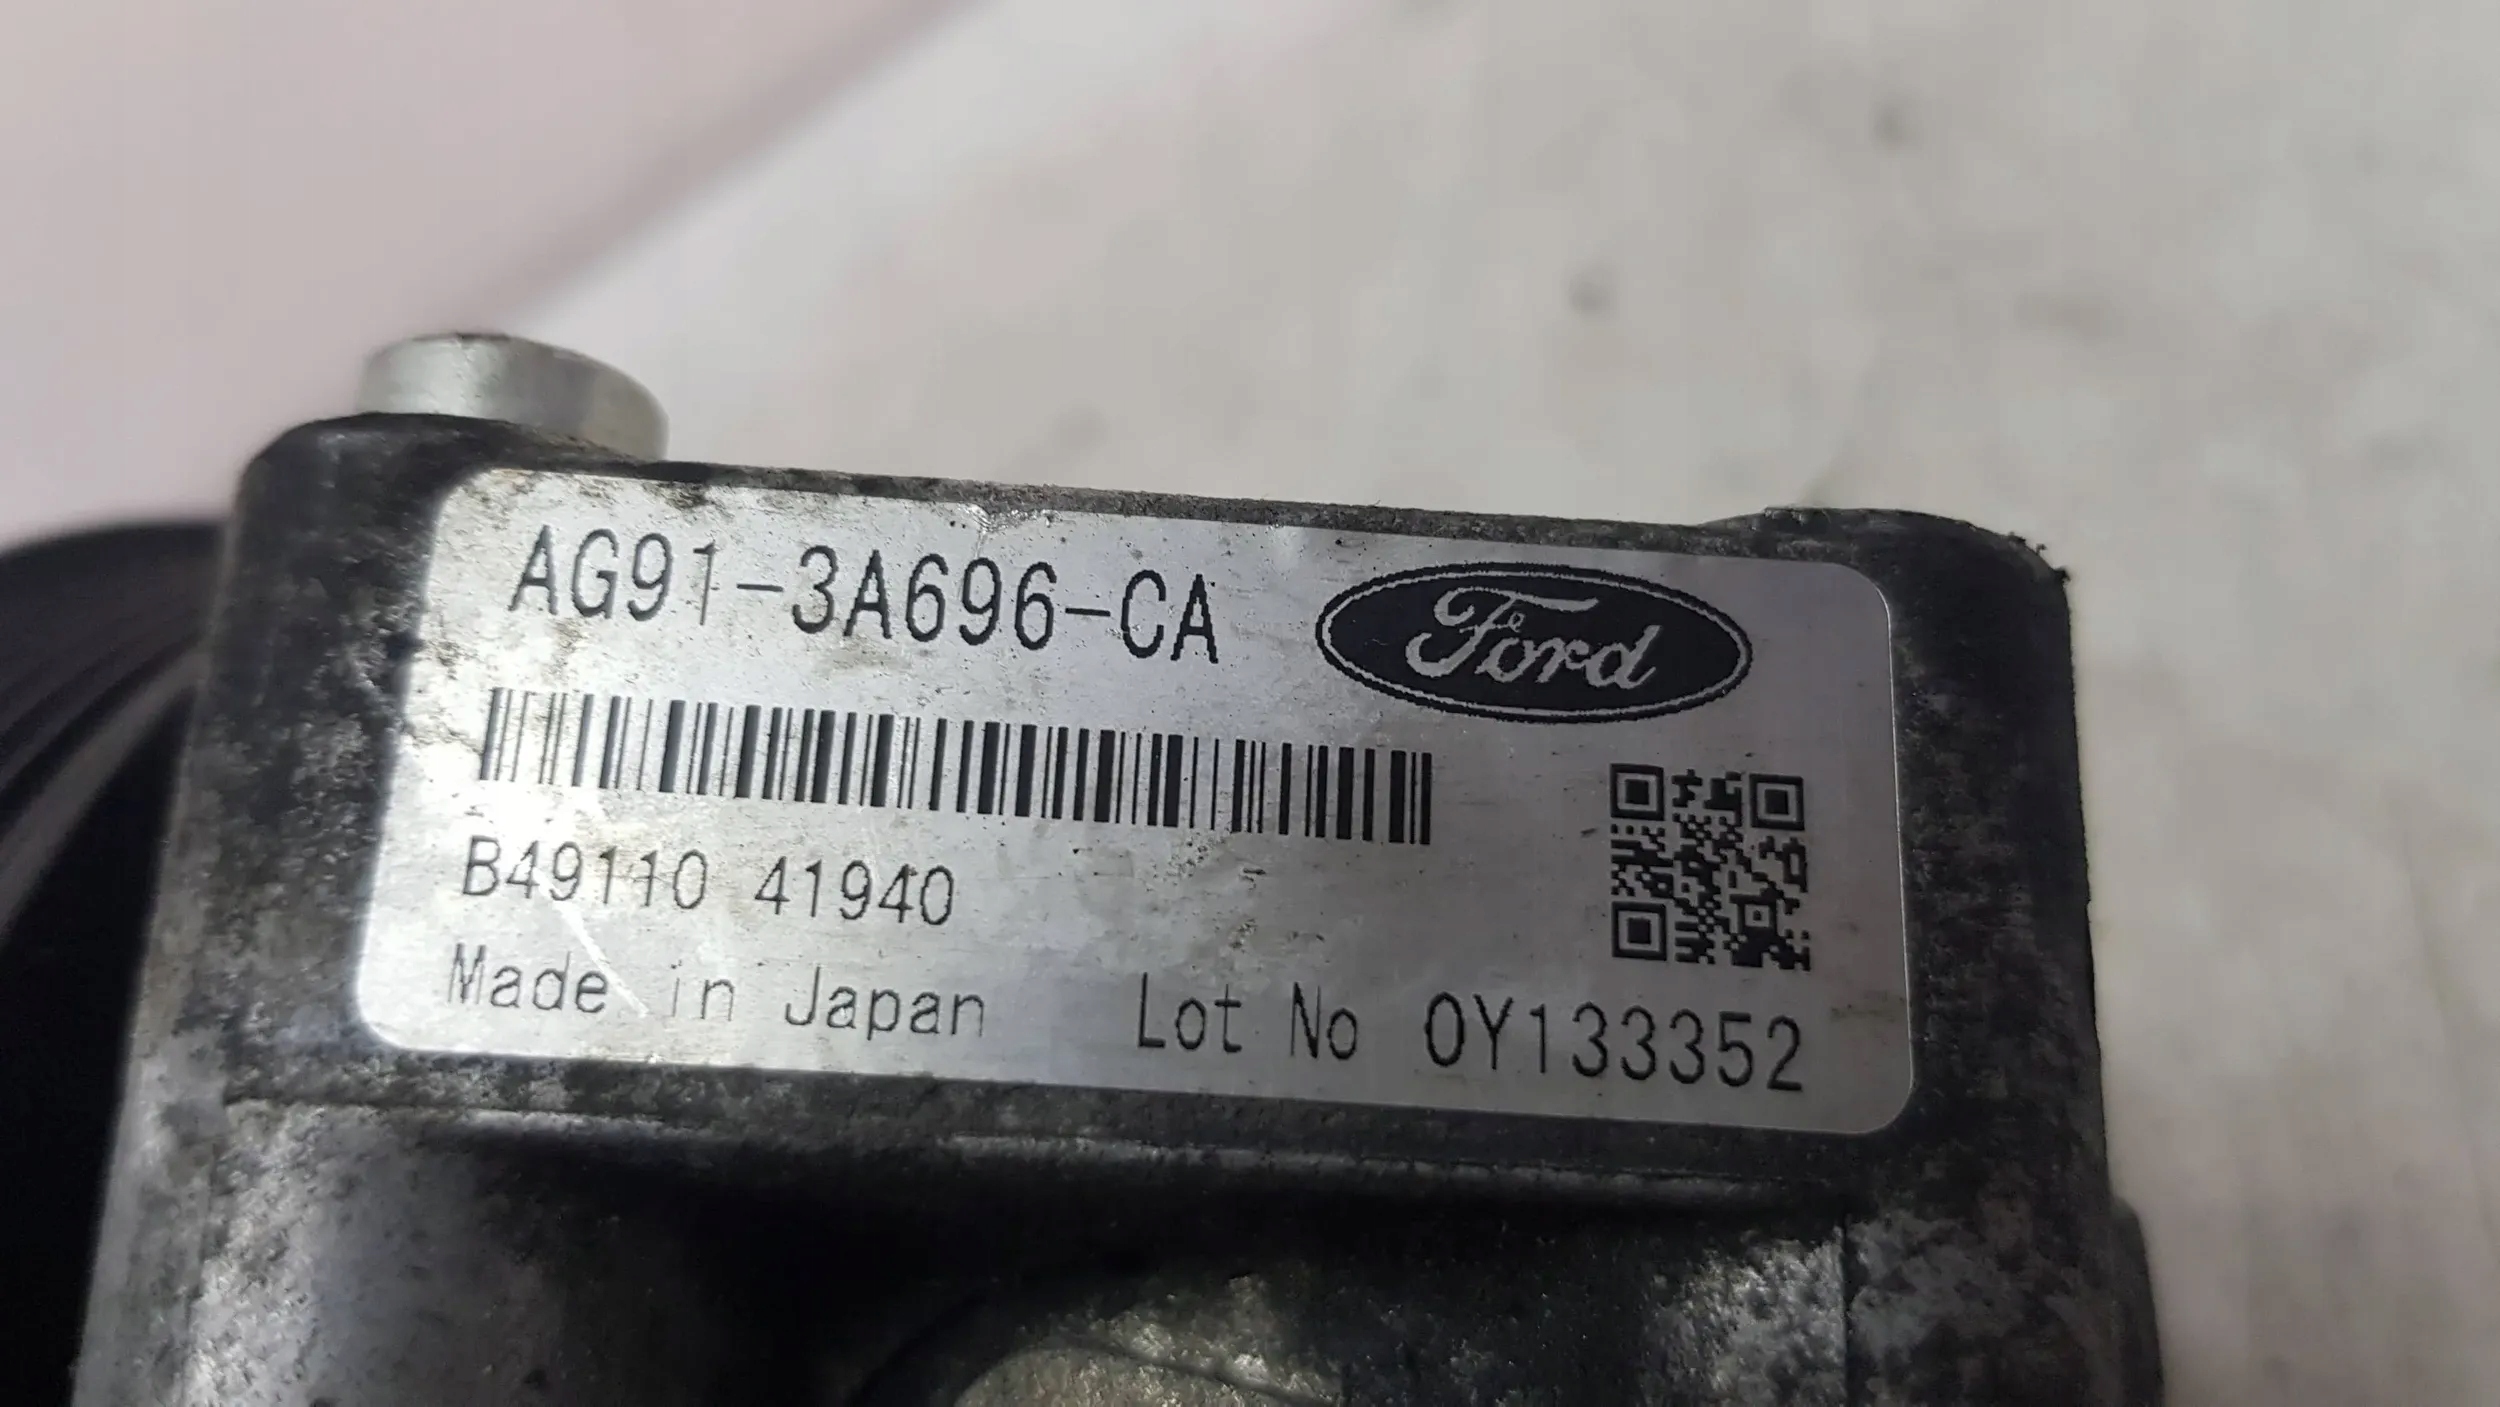 AG91-3A696-CA
Ford
B49110 41940
Made in Japan Lot No 0Y133352